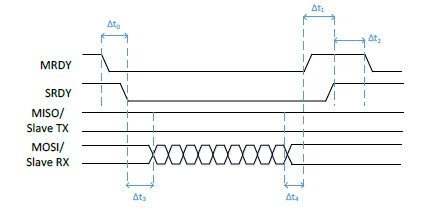 Δt₁
Δt₀
Δt₂
MRDY
SRDY
MISO/
Slave TX
MOSI/
Slave RX
Δt₃
Δt₄